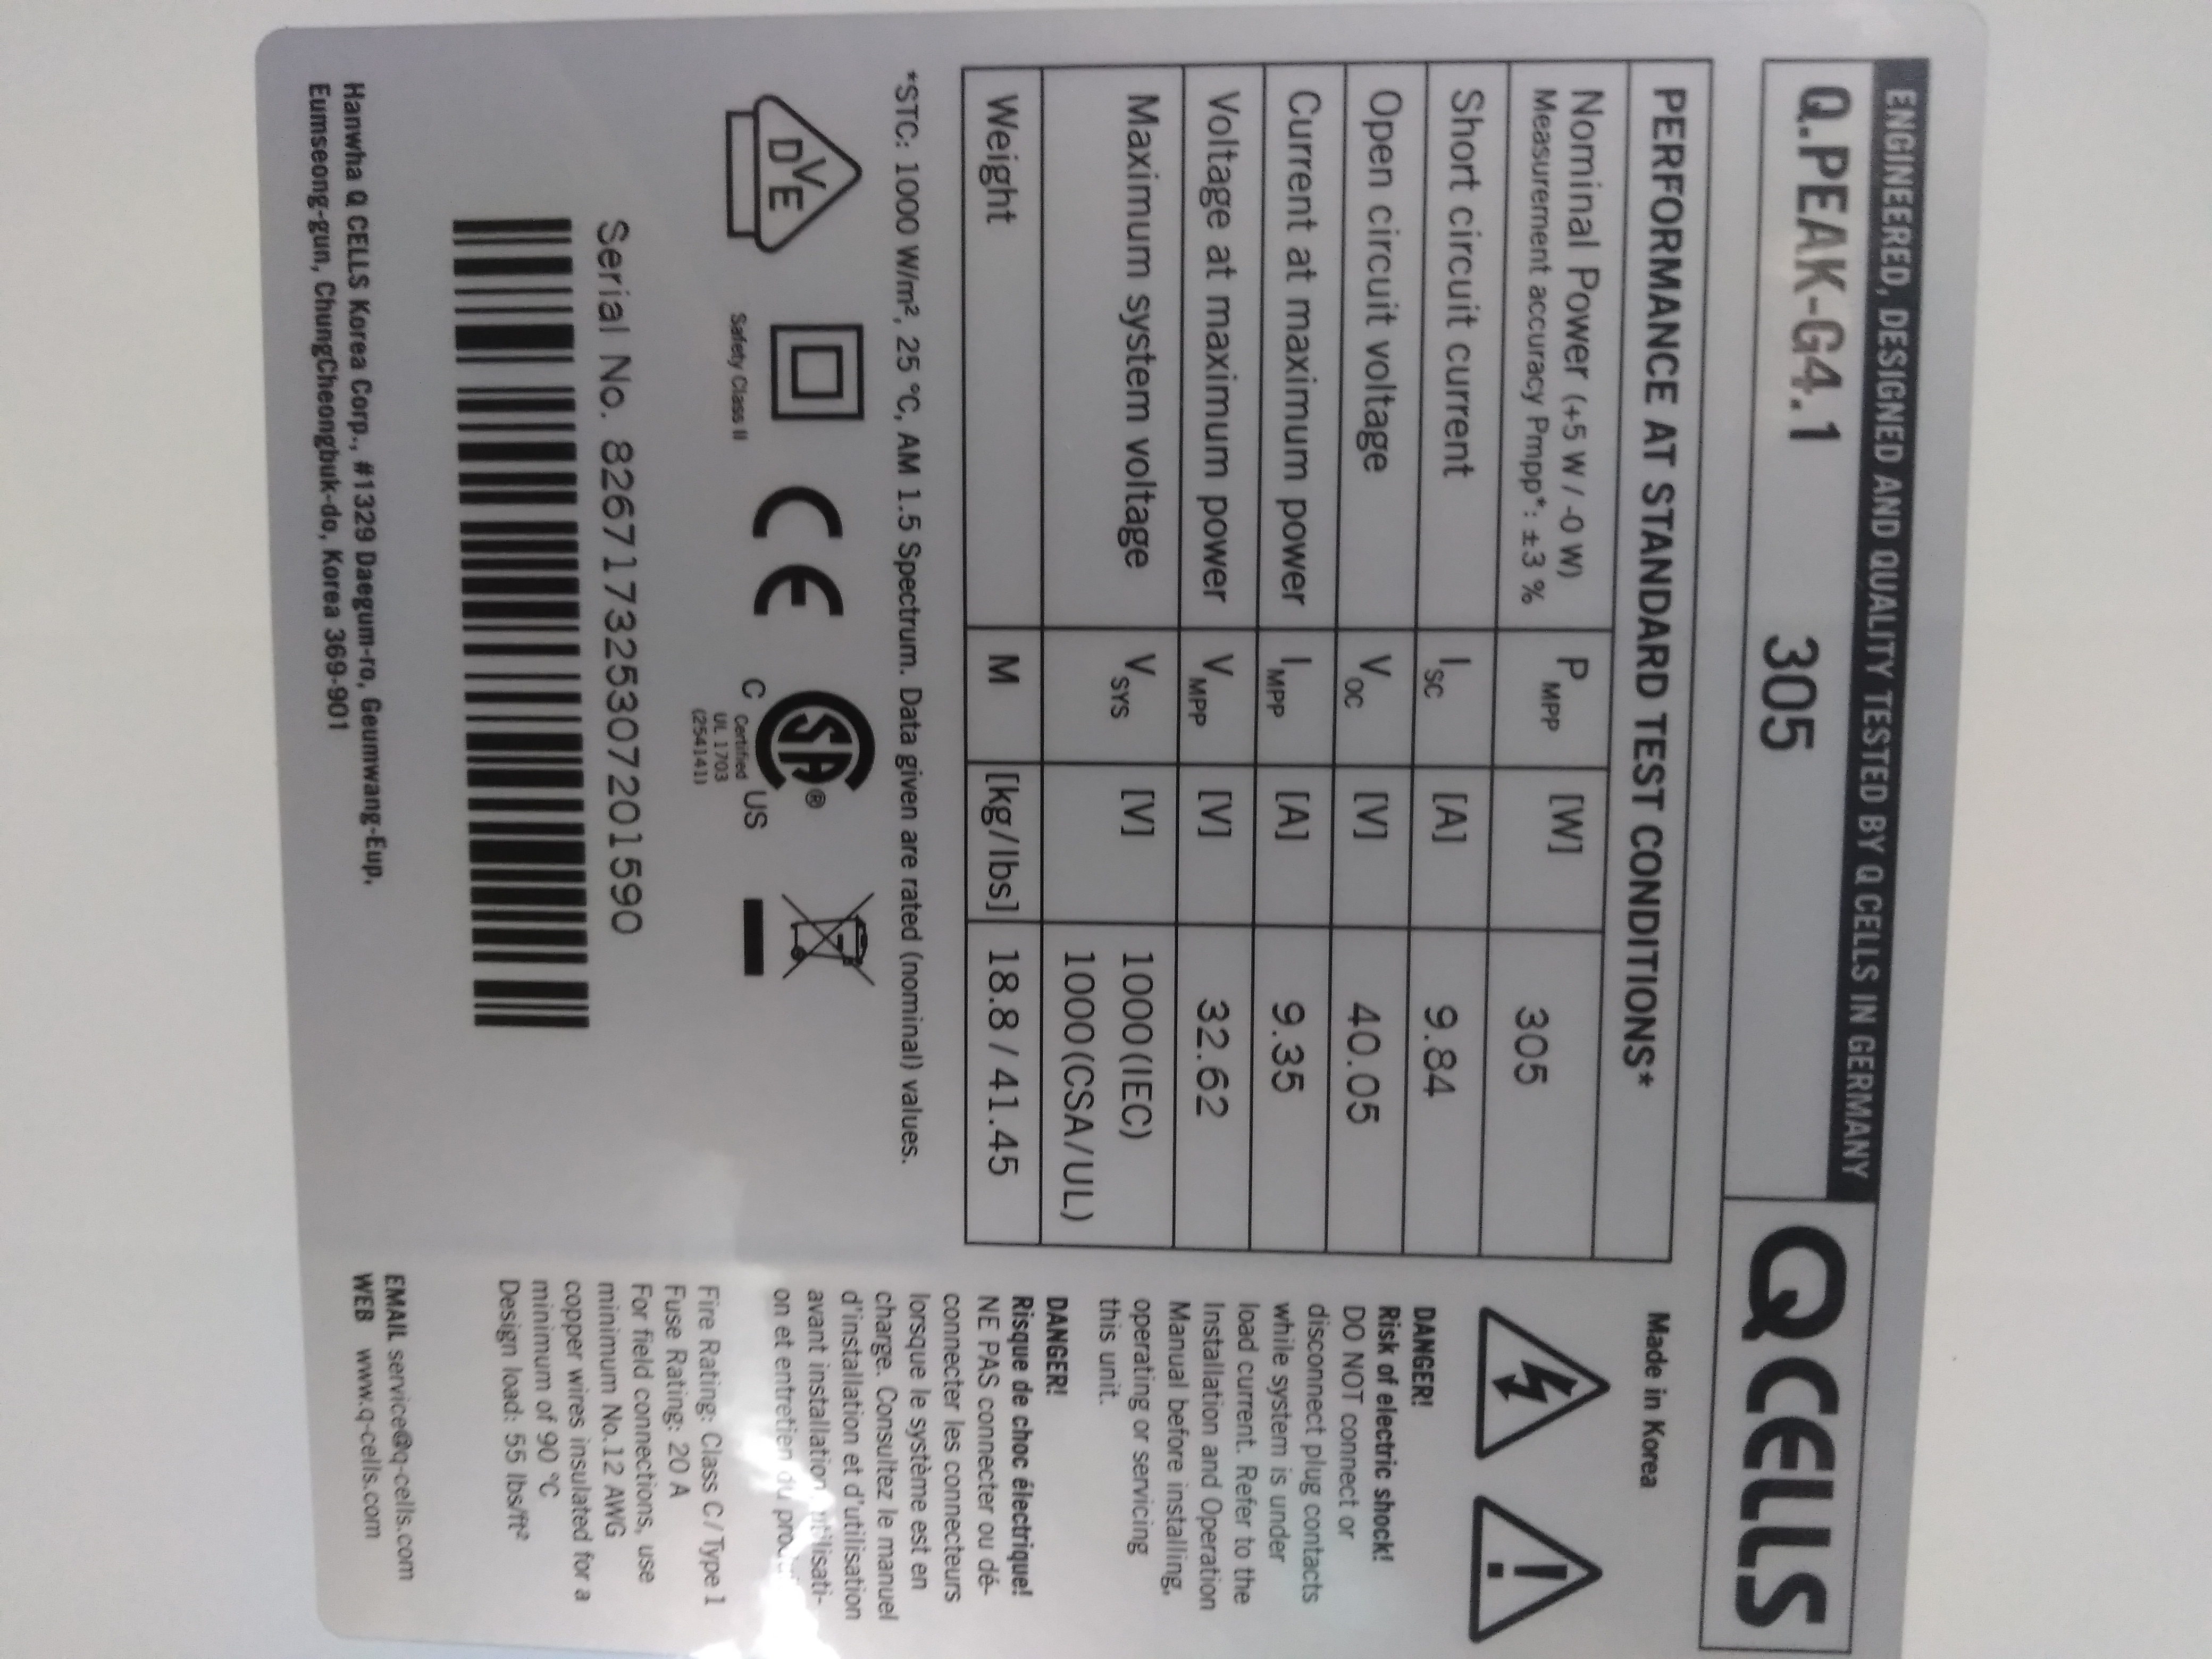 ENGINEERED, DESIGNED AND QUALITY TESTED BY Q CELLS IN GERMANY
Q.PEAK-G4.1 305
Q CELLS
PERFORMANCE AT STANDARD TEST CONDITIONS*
Nominal Power (+5 W / -0 W) PMPP [W] 305
Measurement accuracy Pmpp*: ±3 %
Short circuit current ISC [A] 9.84
Open circuit voltage VOC [V] 40.05
Current at maximum power IMPP [A] 9.35
Voltage at maximum power VMPP [V] 32.62
Maximum system voltage VSYS [V] 1000(IEC)
1000(CSA/UL)
Weight M [kg/lbs] 18.8 / 41.45
*STC: 1000 W/m², 25 °C, AM 1.5 Spectrum. Data given are rated (nominal) values.
DVE
Safety Class II
CE
C SA® US
Certified
UL 1703
(254141)
Serial No. 826717325307201590
Hanwha Q CELLS Korea Corp., #1329 Daegum-ro, Geumwang-Eup,
Eumseong-gun, ChungCheongbuk-do, Korea 369-901
Made in Korea
DANGER!
Risk of electric shock!
DO NOT connect or
disconnect plug contacts
while system is under
load current. Refer to the
Installation and Operation
Manual before installing,
operating or servicing
this unit.
DANGER!
Risque de choc électrique!
NE PAS connecter ou dé-
connecter les connecteurs
lorsque le système est en
charge. Consultez le manuel
d'installation et d'utilisation
avant installation, utilisati-
on et entretien du
Fire Rating: Class C / Type 1
Fuse Rating: 20 A
For field connections, use
minimum No.12 AWG
copper wires insulated for a
minimum of 90 °C
Design load: 55 lbs/ft²
EMAIL service@q-cells.com
WEB www.q-cells.com